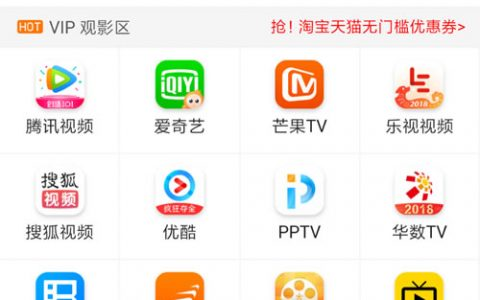 HOT VIP 观影区 抢！淘宝天猫无门槛优惠券>
创造101 iQIYI TV LE 2018
腾讯视频 爱奇艺 芒果TV 乐视视频
搜狐视频 疯狂夺金 iP 2018
搜狐视频 优酷 PPTV 华数TV